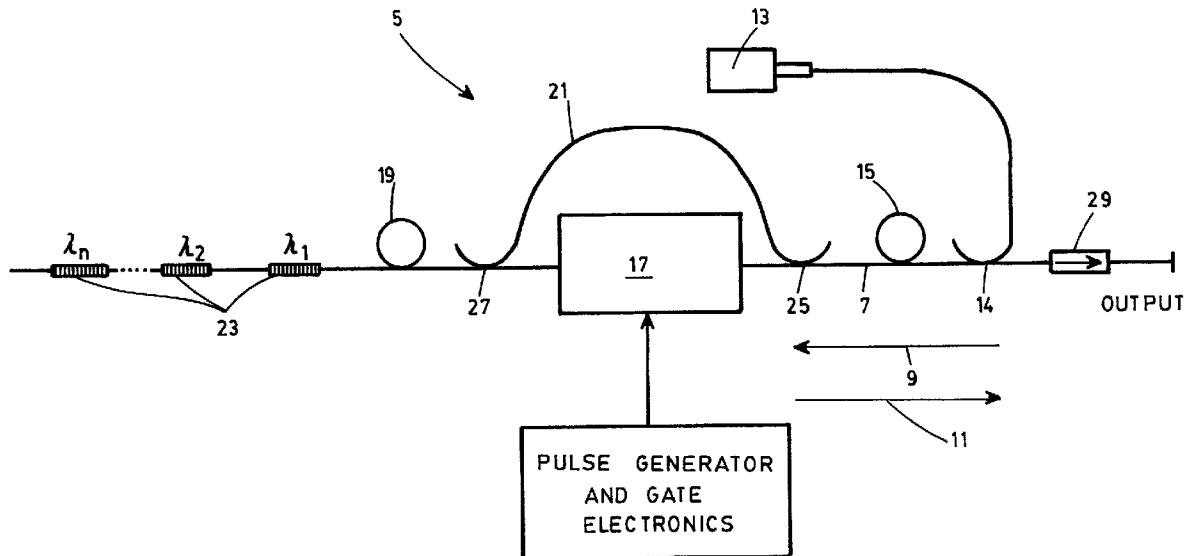 5
13
21
19
15
29
λn
λ2
λ1
17
23
27
25
7
14
OUTPUT
9
11
PULSE GENERATOR
AND GATE
ELECTRONICS